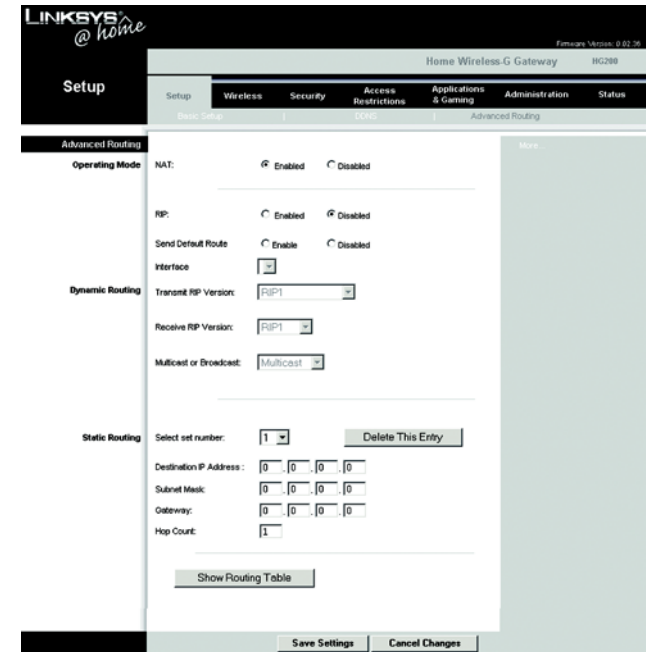 LINKSYS
@ home
Firmware Version: 0.02.36
Home Wireless-G Gateway HG200
Setup
Setup Wireless Security Access Restrictions Applications & Gaming Administration Status
Basic Setup | DDNS | Advanced Routing
Advanced Routing
More...
Operating Mode NAT: Enabled Disabled
RIP: Enabled Disabled
Send Default Route Enable Disabled
Interface
Dynamic Routing Transmit RIP Version: RIP1
Receive RIP Version: RIP1
Multicast or Broadcast: Multicast
Static Routing Select set number: 1 Delete This Entry
Destination IP Address : 0 . 0 . 0 . 0
Subnet Mask: 0 . 0 . 0 . 0
Gateway: 0 . 0 . 0 . 0
Hop Count: 1
Show Routing Table
Save Settings Cancel Changes